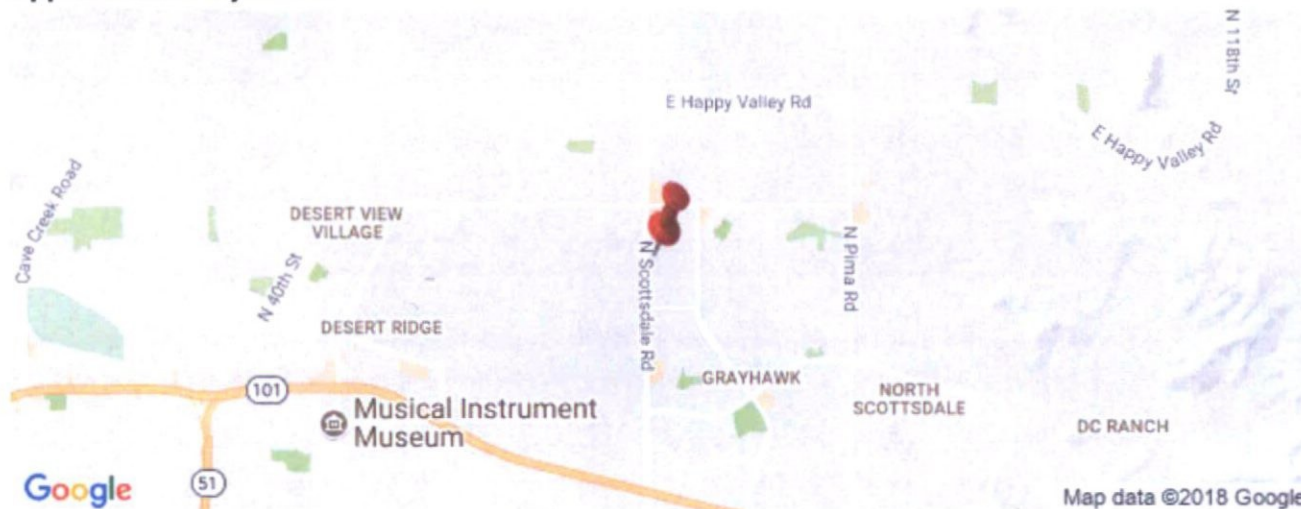 N 118th St
E Happy Valley Rd
E Happy Valley Rd
Cave Creek Road
DESERT VIEW
VILLAGE
N 40th St
N Scottsdale Rd
N Pima Rd
DESERT RIDGE
GRAYHAWK
NORTH
SCOTTSDALE
DC RANCH
101
Musical Instrument
Museum
51
Google
Map data ©2018 Google